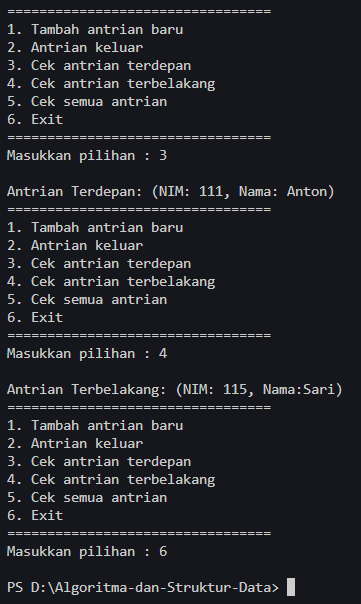 =================================
1. Tambah antrian baru
2. Antrian keluar
3. Cek antrian terdepan
4. Cek antrian terbelakang
5. Cek semua antrian
6. Exit
=================================
Masukkan pilihan : 3
Antrian Terdepan: (NIM: 111, Nama: Anton)
=================================
1. Tambah antrian baru
2. Antrian keluar
3. Cek antrian terdepan
4. Cek antrian terbelakang
5. Cek semua antrian
6. Exit
=================================
Masukkan pilihan : 4
Antrian Terbelakang: (NIM: 115, Nama:Sari)
=================================
1. Tambah antrian baru
2. Antrian keluar
3. Cek antrian terdepan
4. Cek antrian terbelakang
5. Cek semua antrian
6. Exit
=================================
Masukkan pilihan : 6
PS D:\Algoritma-dan-Struktur-Data>